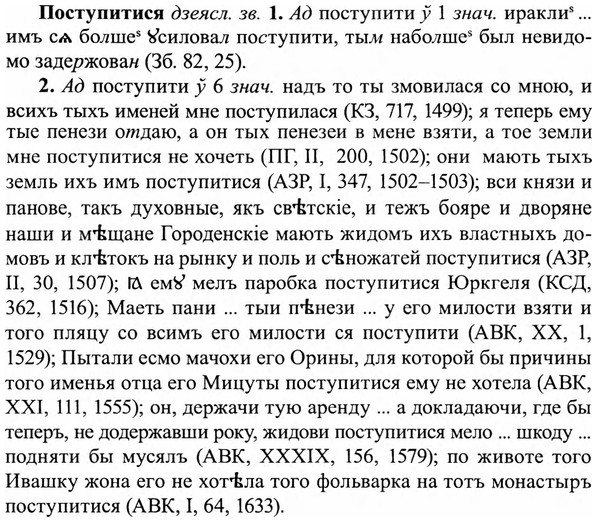 Поступитися дзеясл. зв. 1. Ад поступити ў 1 знач. иракли^s ...
имъ сѧ болше^s ꙋсиловал поступити, тым наболше^s был невидо-
мо задержован (Зб. 82, 25).
2. Ад поступити ў 6 знач. надъ то ты змовилася со мною, и
всихъ тыхъ именей мне поступилася (КЗ, 717, 1499); я теперь ему
тые пенези отдаю, а он тых пенезеи в мене взяти, а тое земли
мне поступитися не хочеть (ПГ, II, 200, 1502); они мають тыхъ
земль ихъ имъ поступитися (АЗР, I, 347, 1502–1503); вси князи и
панове, такъ духовные, якъ свѣтскіе, и тежъ бояре и дворяне
наши и мѣщане Городенскіе мають жидомъ ихъ властныхъ до-
мовъ и клѣтокъ на рынку и поль и сѣножатей поступитися (АЗР,
II, 30, 1507); ꙗ емꙋ мелъ паробка поступитися Юркгеля (КСД,
362, 1516); Маеть пани ... тыи пѣнези ... у его милости взяти и
того пляцу со всимъ его милости ся поступити (АВК, XX, 1,
1529); Пытали есмо мачохи его Орины, для которой бы причины
того именья отца его Мицуты поступитися ему не хотела (АВК,
XXI, 111, 1555); он, держачи тую аренду ... а докладаючи, где бы
теперъ, не додержавши року, жидови поступитися мело ... шкоду ...
подняти бы мусялъ (АВК, XXXIX, 156, 1579); по животе того
Ивашку жона его не хотѣла того фольварка на тотъ монастыръ
поступитися (АВК, I, 64, 1633).